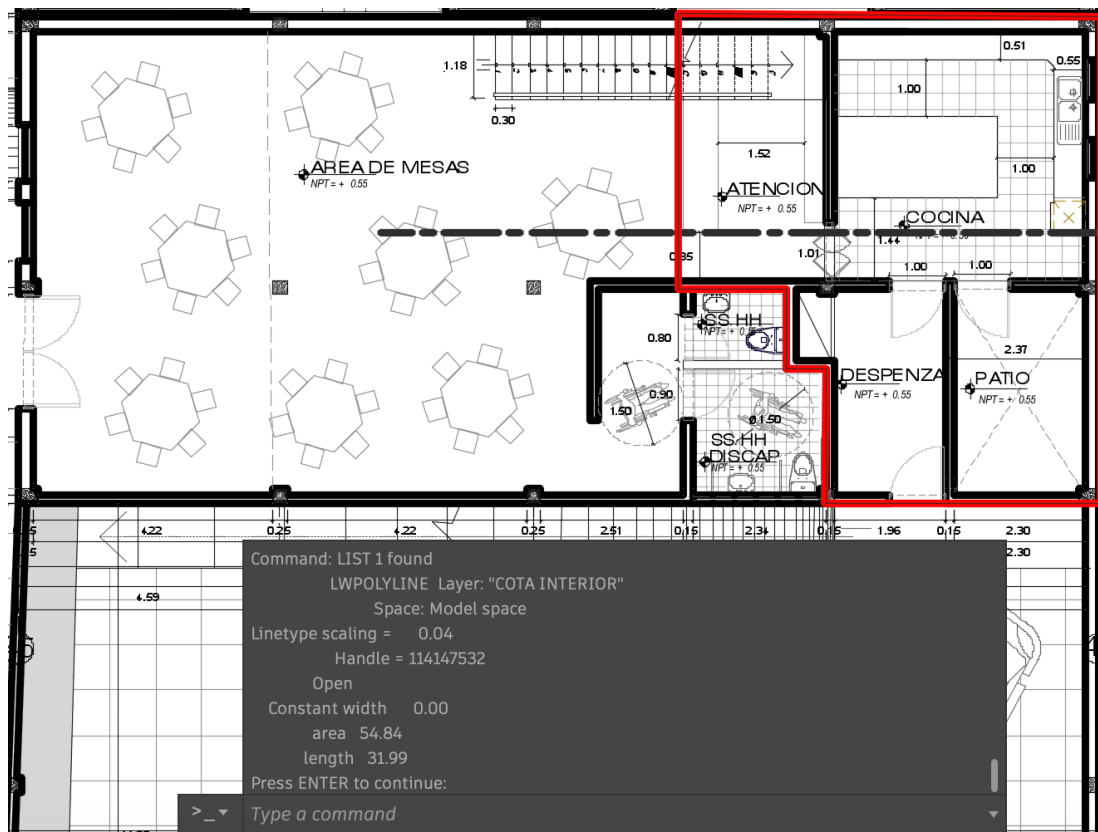 0.51
0.55
1.18
1.00
0.30
1.52
1.00
AREA DE MESAS
NPT = + 0.55
ATENCION
NPT = + 0.55
COCINA
1.44
0.85
1.01
1.00
1.00
SS.HH
NPT = + 0.55
0.80
2.37
DESPENZA
NPT = + 0.55
PATIO
NPT = + 0.55
0.90
1.50
Ø1.50
SS.HH
DISCAP
NPT = + 0.55
4.22
0.25
4.22
0.25
2.51
0.15
2.34
0.15
1.96
0.15
2.30
2.30
4.59
Command: LIST 1 found
LWPOLYLINE Layer: "COTA INTERIOR"
Space: Model space
Linetype scaling = 0.04
Handle = 114147532
Open
Constant width 0.00
area 54.84
length 31.99
Press ENTER to continue:
>_ Type a command